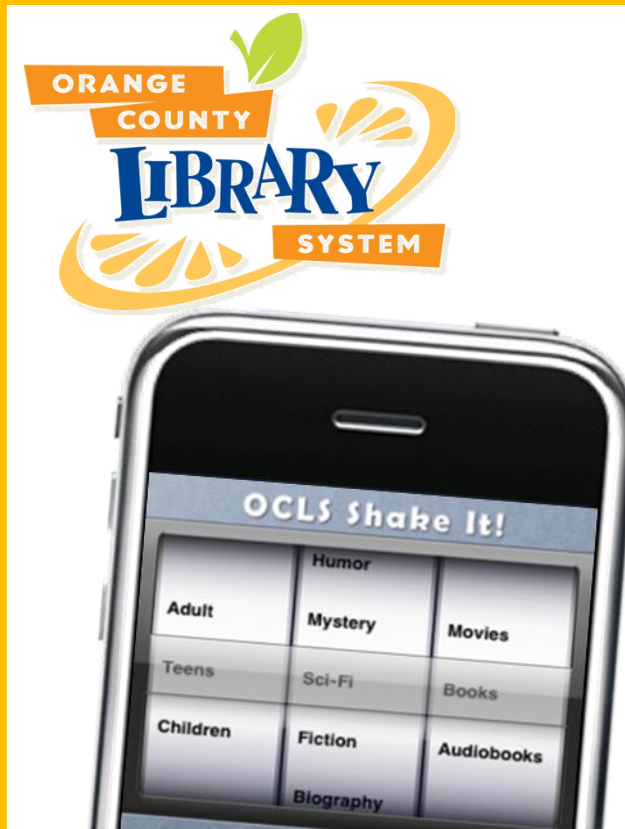 ORANGE
COUNTY
LIBRARY
SYSTEM
OCLS Shake It!
Humor
Adult Mystery Movies
Teens Sci-Fi Books
Children Fiction Audiobooks
Biography